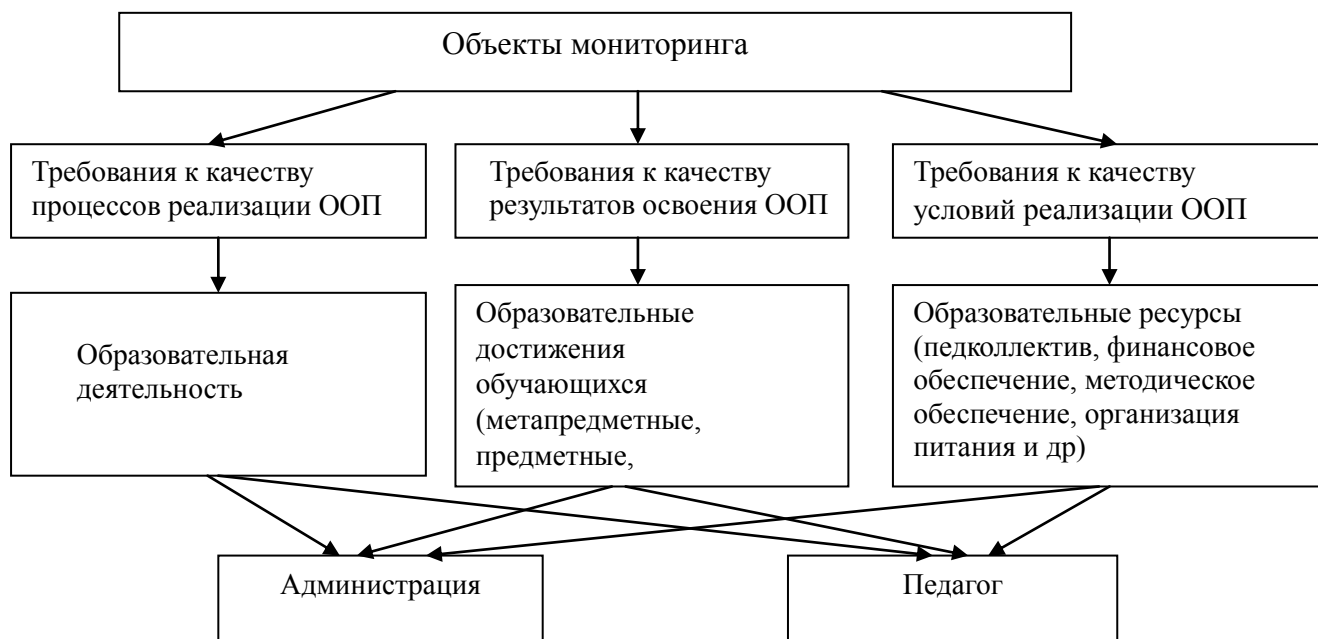 Объекты мониторинга
Требования к качеству
процессов реализации ООП
Требования к качеству
результатов освоения ООП
Требования к качеству
условий реализации ООП
Образовательная
деятельность
Образовательные
достижения
обучающихся
(метапредметные,
предметные,
Образовательные ресурсы
(педколлектив, финансовое
обеспечение, методическое
обеспечение, организация
питания и др)
Администрация
Педагог